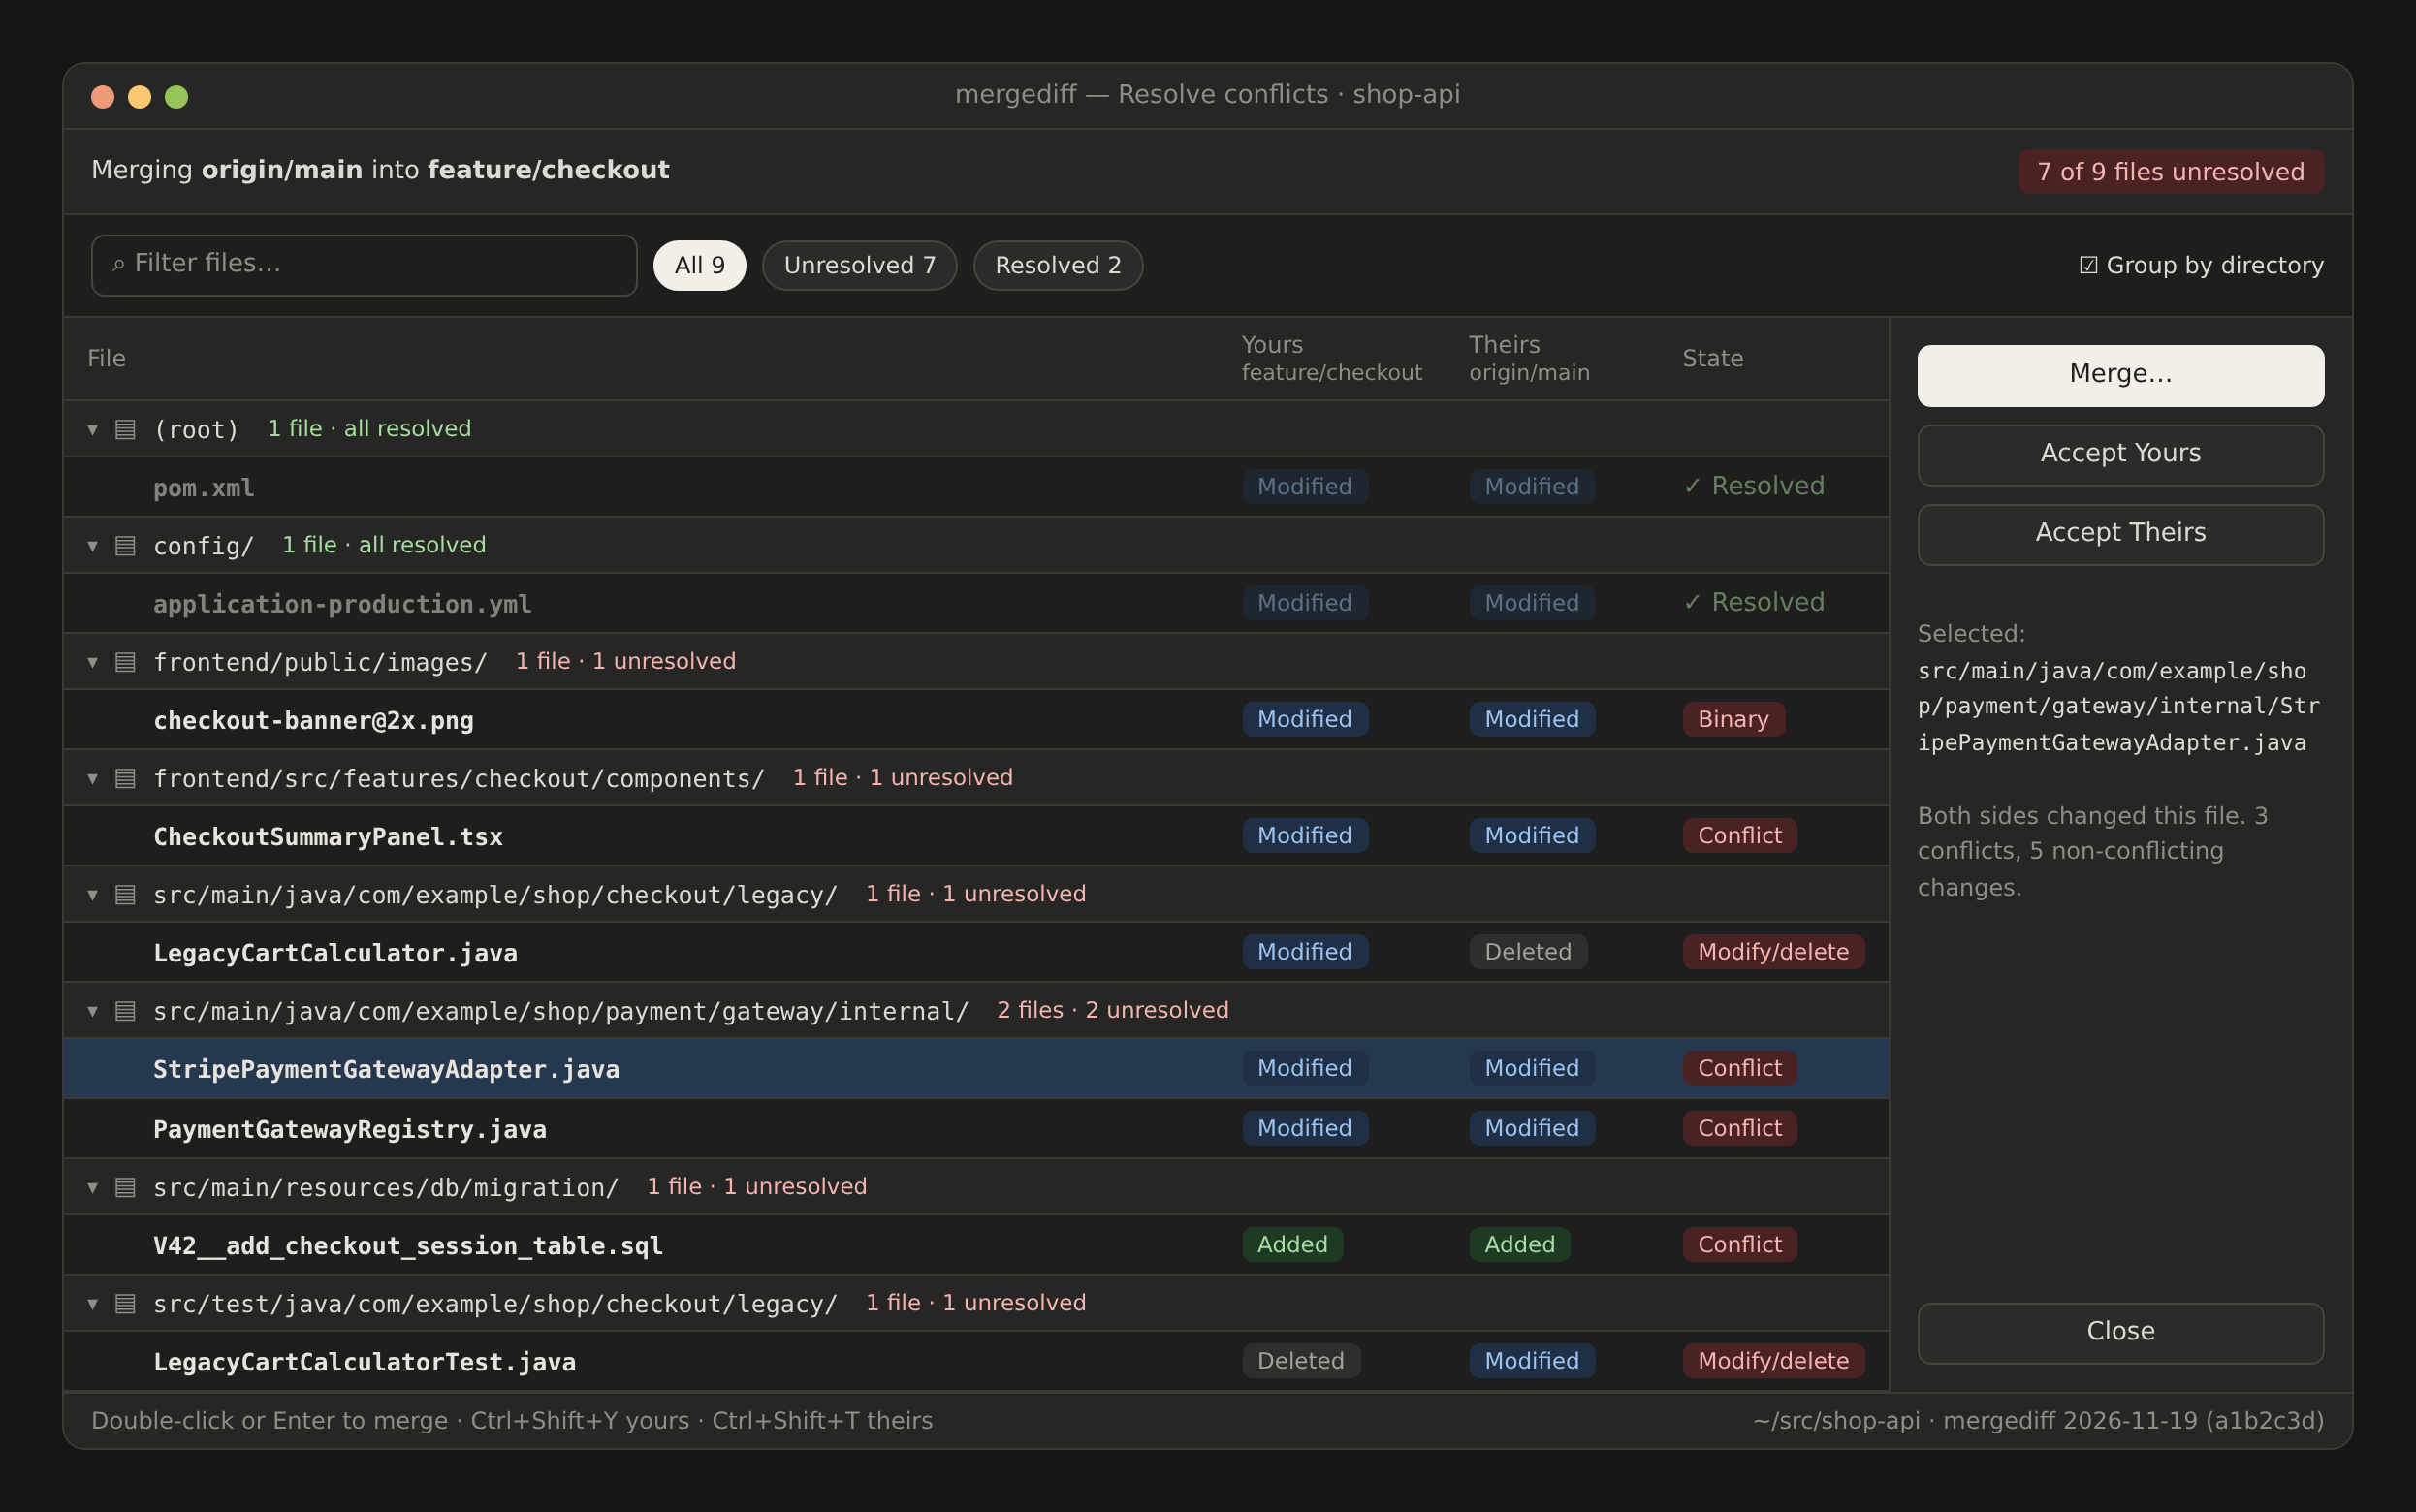 mergediff — Resolve conflicts · shop-api
Merging origin/main into feature/checkout
7 of 9 files unresolved
Filter files…
All 9
Unresolved 7
Resolved 2
☑ Group by directory
File
Yours
feature/checkout
Theirs
origin/main
State
▾ (root) 1 file · all resolved
pom.xml Modified Modified ✓ Resolved
▾ config/ 1 file · all resolved
application-production.yml Modified Modified ✓ Resolved
▾ frontend/public/images/ 1 file · 1 unresolved
checkout-banner@2x.png Modified Modified Binary
▾ frontend/src/features/checkout/components/ 1 file · 1 unresolved
CheckoutSummaryPanel.tsx Modified Modified Conflict
▾ src/main/java/com/example/shop/checkout/legacy/ 1 file · 1 unresolved
LegacyCartCalculator.java Modified Deleted Modify/delete
▾ src/main/java/com/example/shop/payment/gateway/internal/ 2 files · 2 unresolved
StripePaymentGatewayAdapter.java Modified Modified Conflict
PaymentGatewayRegistry.java Modified Modified Conflict
▾ src/main/resources/db/migration/ 1 file · 1 unresolved
V42__add_checkout_session_table.sql Added Added Conflict
▾ src/test/java/com/example/shop/checkout/legacy/ 1 file · 1 unresolved
LegacyCartCalculatorTest.java Deleted Modified Modify/delete
Merge…
Accept Yours
Accept Theirs
Selected:
src/main/java/com/example/sho
p/payment/gateway/internal/Str
ipePaymentGatewayAdapter.java
Both sides changed this file. 3
conflicts, 5 non-conflicting
changes.
Close
Double-click or Enter to merge · Ctrl+Shift+Y yours · Ctrl+Shift+T theirs
~/src/shop-api · mergediff 2026-11-19 (a1b2c3d)